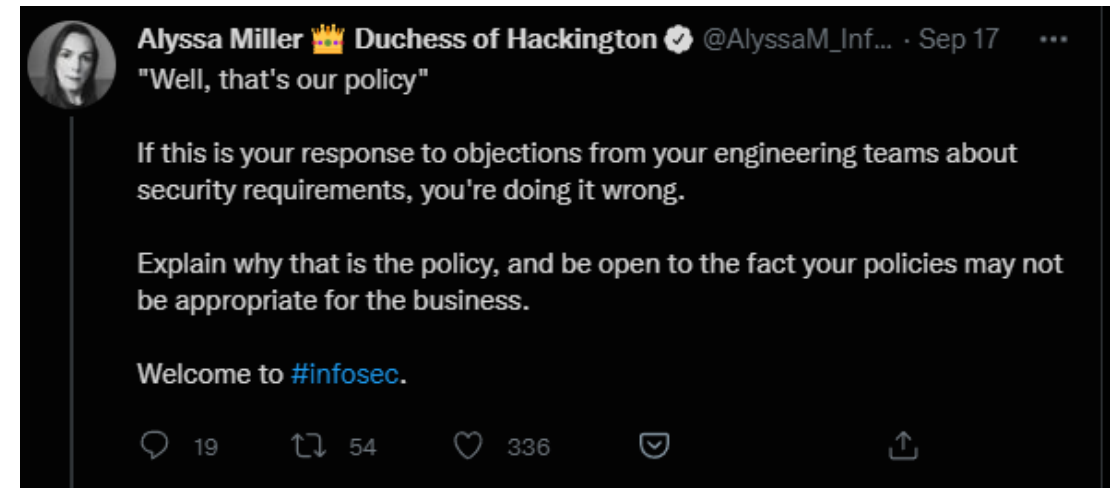 Alyssa Miller 👑 Duchess of Hackington @AlyssaM_Inf... · Sep 17
"Well, that's our policy"
If this is your response to objections from your engineering teams about
security requirements, you're doing it wrong.
Explain why that is the policy, and be open to the fact your policies may not
be appropriate for the business.
Welcome to #infosec.
19 54 336